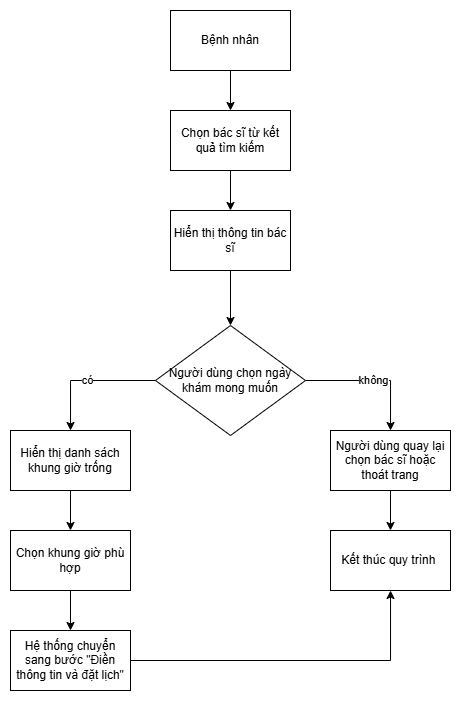 Bệnh nhân
Chọn bác sĩ từ kết
quả tìm kiếm
Hiển thị thông tin bác
sĩ
Người dùng chọn ngày
khám mong muốn
có
không
Hiển thị danh sách
khung giờ trống
Người dùng quay lại
chọn bác sĩ hoặc
thoát trang
Chọn khung giờ phù
hợp
Kết thúc quy trình
Hệ thống chuyển
sang bước "Điền
thông tin và đặt lịch"